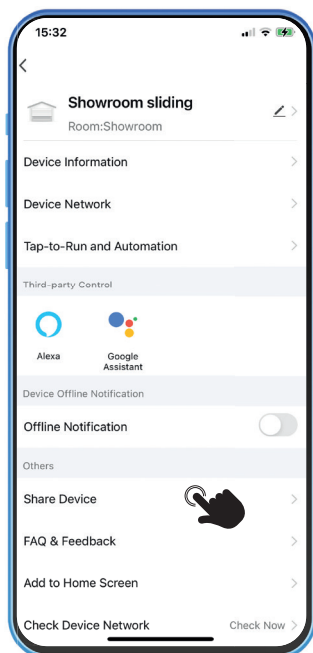 15:32
Showroom sliding
Room:Showroom
Device Information
Device Network
Tap-to-Run and Automation
Third-party Control
Alexa
Google
Assistant
Device Offline Notification
Offline Notification
Others
Share Device
FAQ & Feedback
Add to Home Screen
Check Device Network Check Now